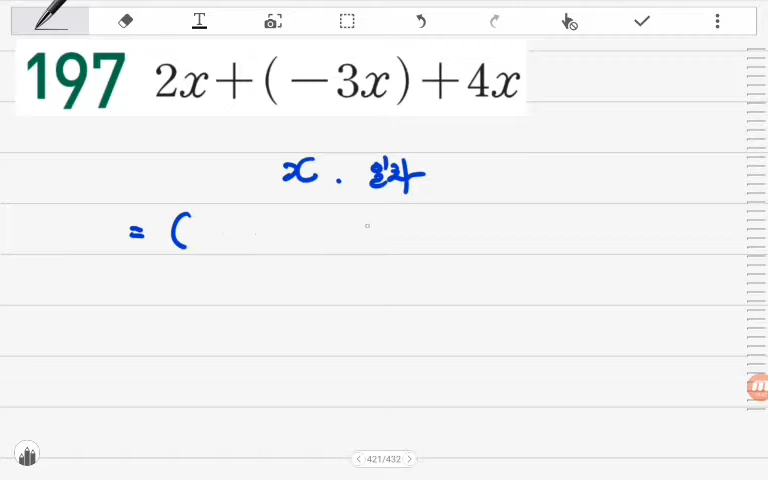 T
197 2x+(−3x)+4x
x . 일차
= (
421/432